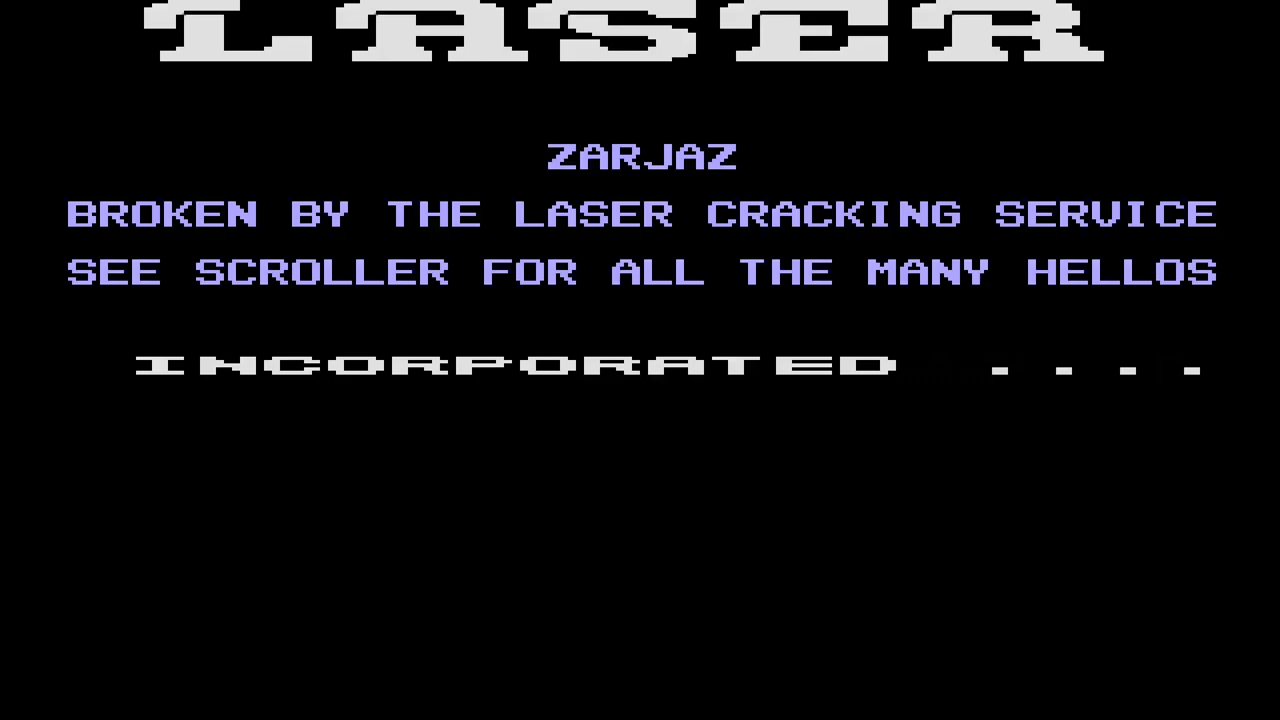 LASER
ZARJAZ
BROKEN BY THE LASER CRACKING SERVICE
SEE SCROLLER FOR ALL THE MANY HELLOS
INCORPORATED ....